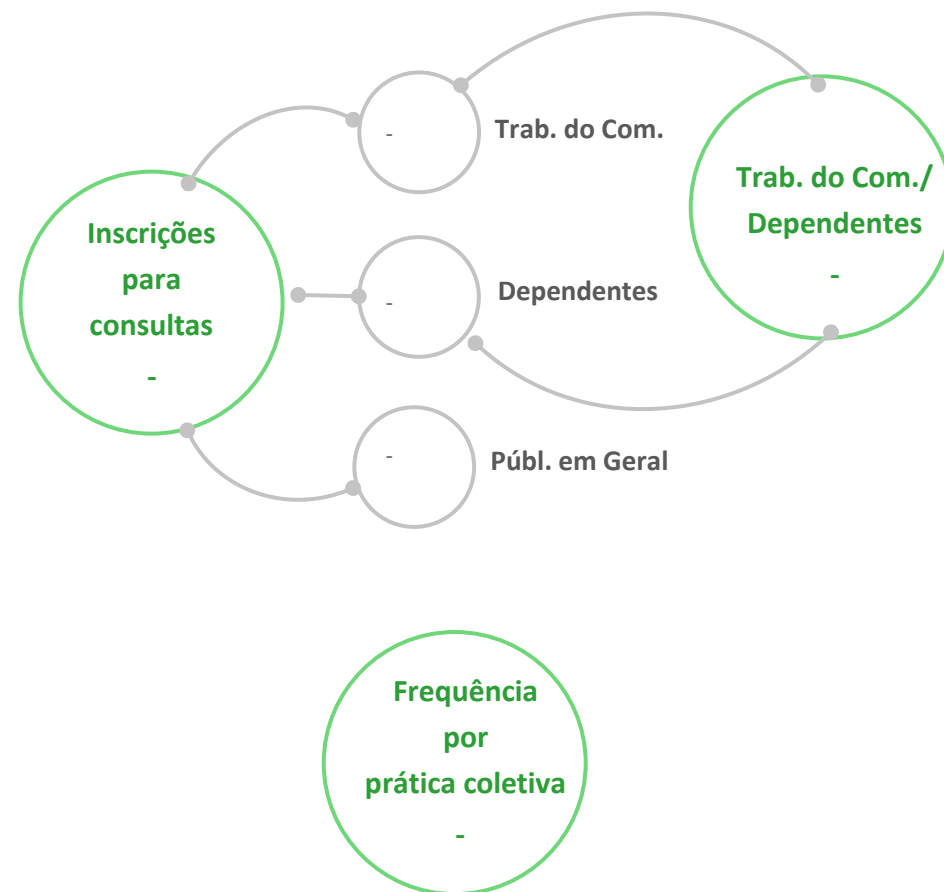 -
Trab. do Com.
Trab. do Com./
Dependentes
-
Inscrições
para
consultas
-
-
Dependentes
-
Públ. em Geral
Frequência
por
prática coletiva
-